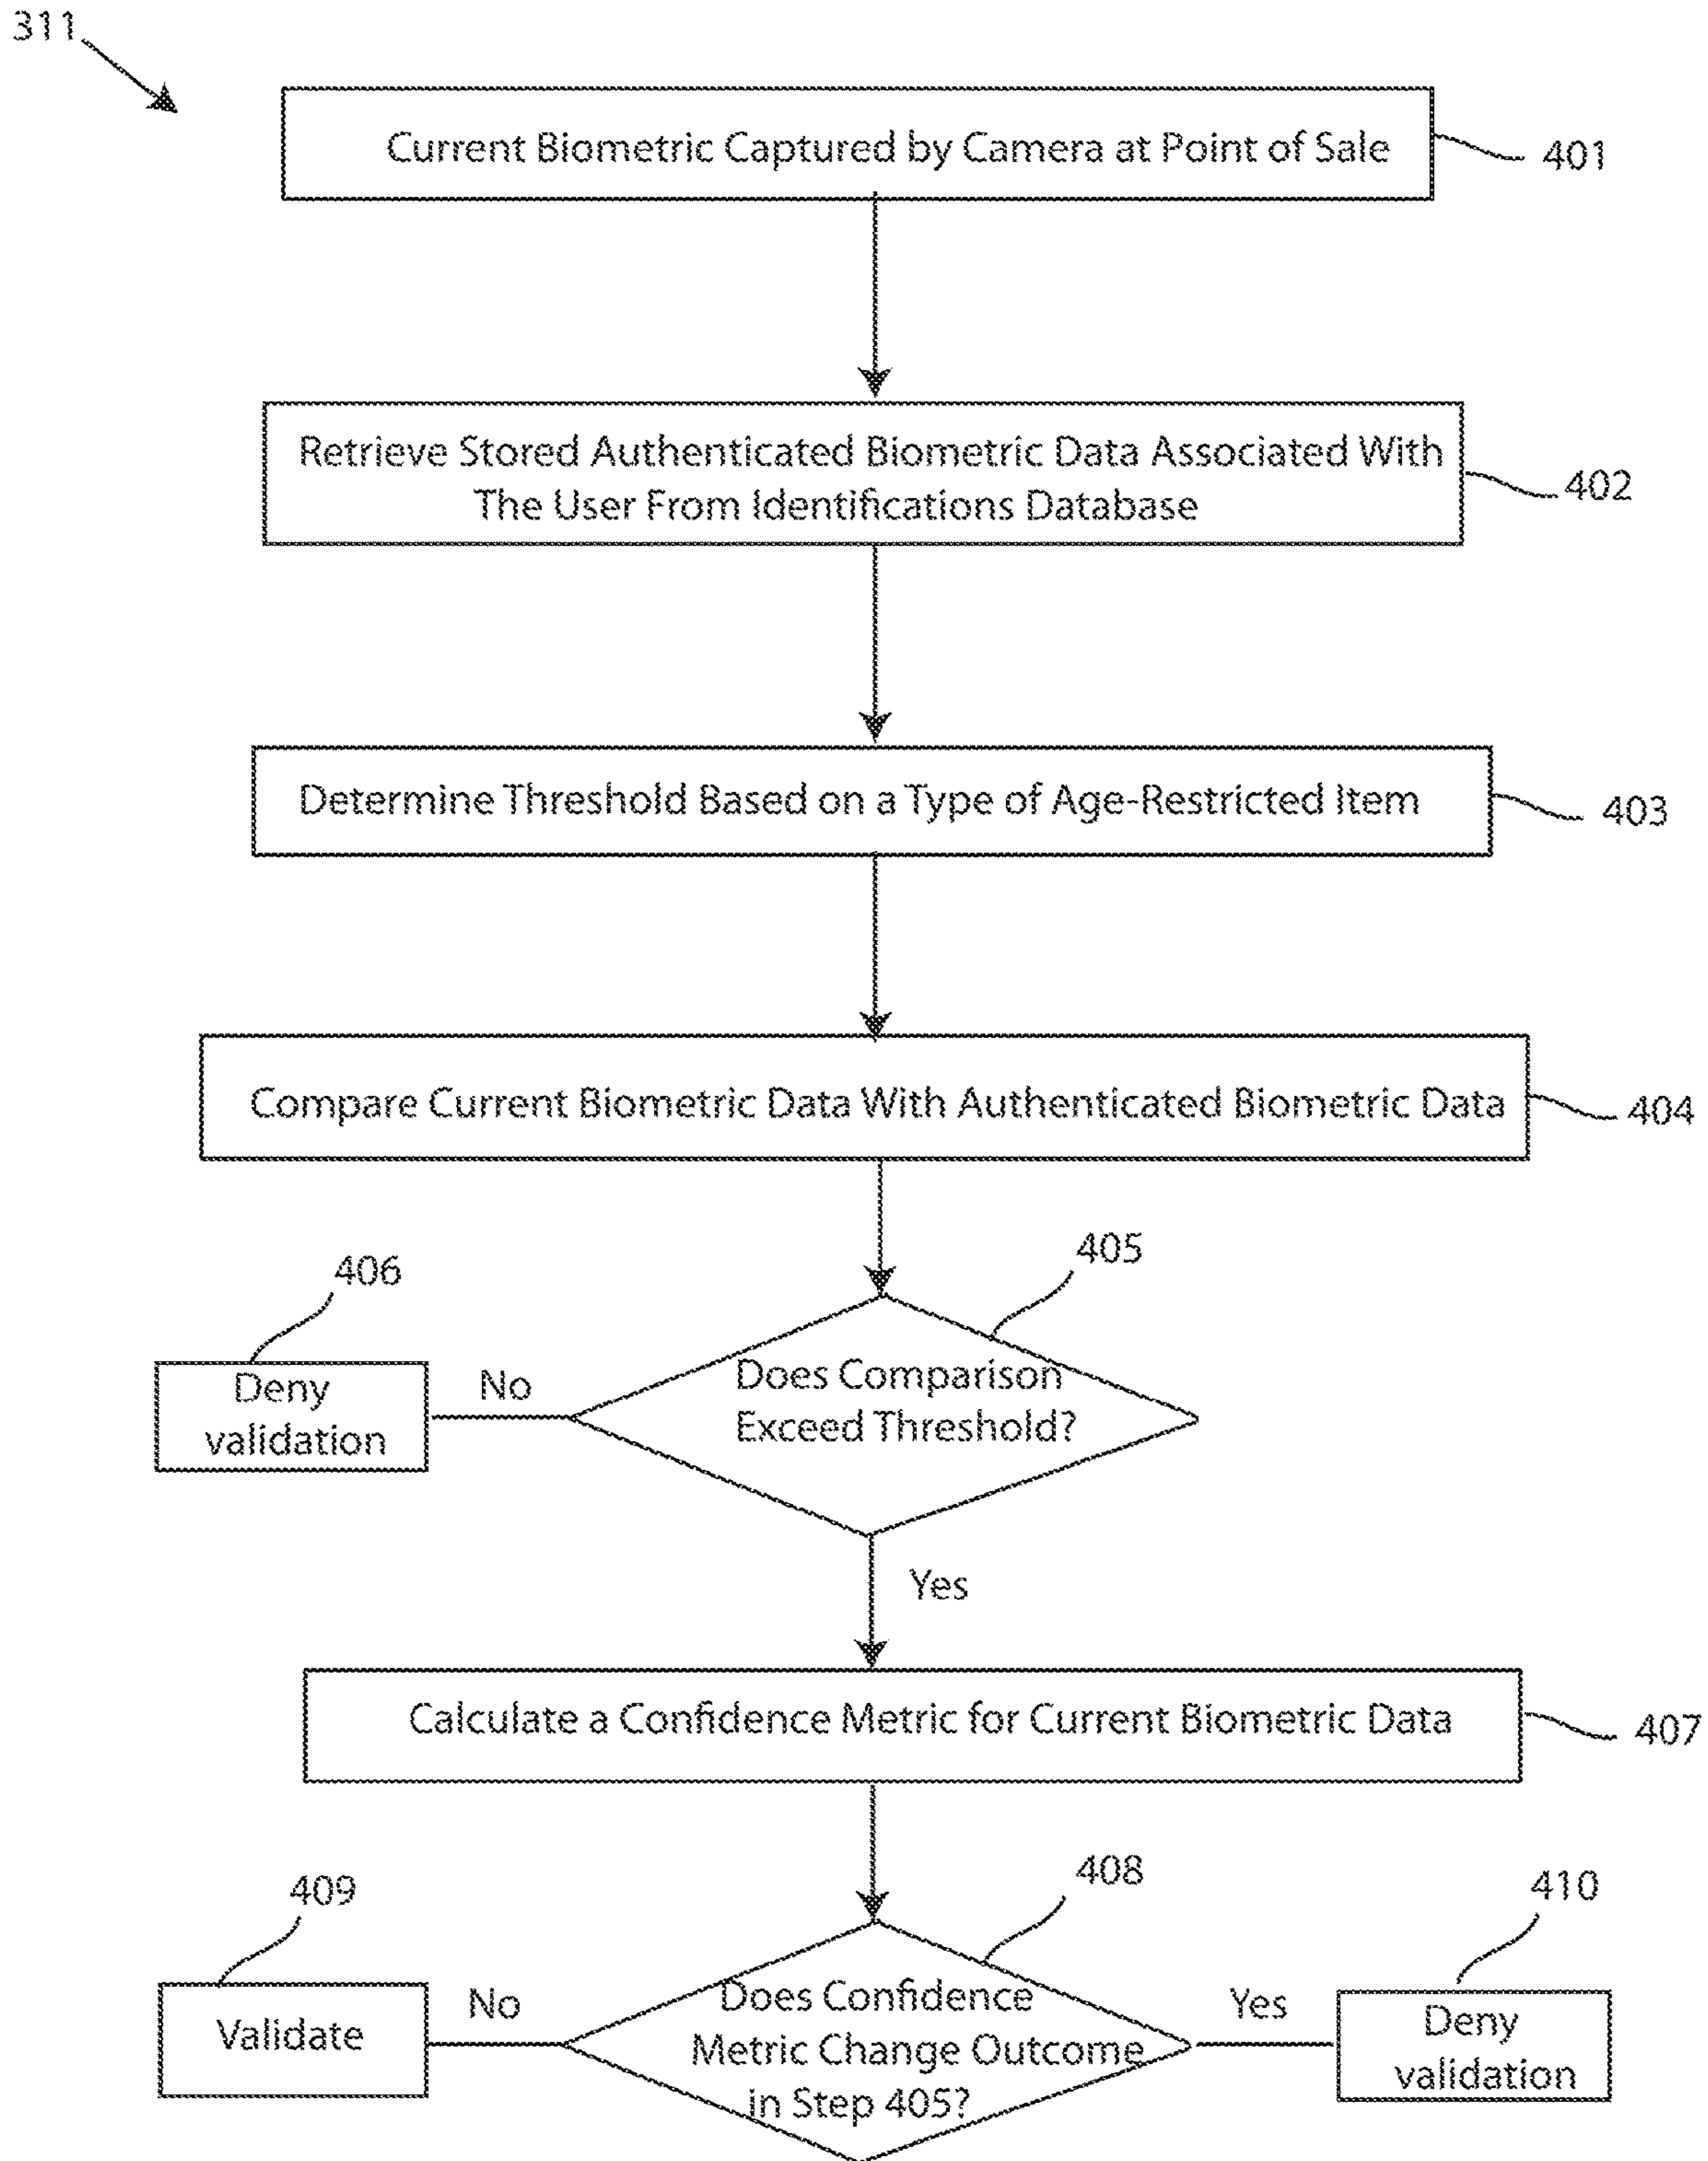 311
Current Biometric Captured by Camera at Point of Sale
401
Retrieve Stored Authenticated Biometric Data Associated With
The User From Identifications Database
402
Determine Threshold Based on a Type of Age-Restricted Item
403
Compare Current Biometric Data With Authenticated Biometric Data
404
405
406
Does Comparison
Exceed Threshold?
No
Deny
validation
Yes
Calculate a Confidence Metric for Current Biometric Data
407
408
409
410
Does Confidence
Metric Change Outcome
in Step 405?
No
Validate
Yes
Deny
validation